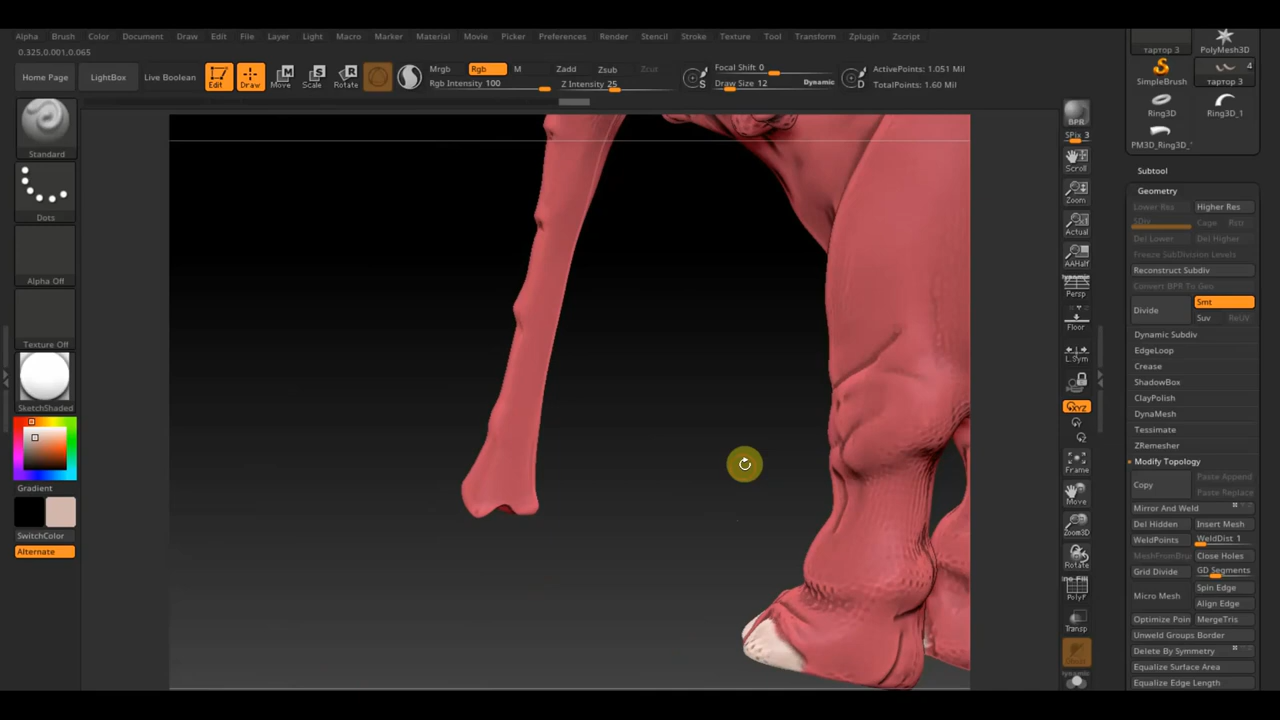 Alpha Brush Color Document Draw Edit File Layer Light Macro Marker Material Movie Picker Preferences Render Stencil Stroke Texture Tool Transform Zplugin Zscript
0.325,0.001,0.065
Home Page LightBox Live Boolean Edit Draw Move Scale Rotate
Mrgb Rgb M Zadd Zsub Zcut
Rgb Intensity 100 Z Intensity 25
Focal Shift 0
Draw Size 12 Dynamic
S
D
ActivePoints: 1.051 Mil
TotalPoints: 1.60 Mil
Standard
Dots
Alpha Off
Texture Off
SketchShaded
Gradient
SwitchColor
Alternate
BPR
SPix 3
Scroll
Zoom
Actual
AAHalf
Persp
Floor
L.Sym
XYZ
Frame
Move
Zoom3D
Rotate
PolyF
Transp
тартор 3 PolyMesh3D
4
SimpleBrush тартор 3
Ring3D Ring3D_1
PM3D_Ring3D_
Subtool
Geometry
Lower Res Higher Res
SDiv Cage Rstr
Del Lower Del Higher
Freeze SubDivision Levels
Reconstruct Subdiv
Convert BPR To Geo
Divide Smt
Suv ReUV
Dynamic Subdiv
EdgeLoop
Crease
ShadowBox
ClayPolish
DynaMesh
Tessimate
ZRemesher
Modify Topology
Copy Paste Append
Paste Replace
Mirror And Weld
Del Hidden Insert Mesh
WeldPoints WeldDist 1
MeshFromBru Close Holes
Grid Divide GD Segments
Micro Mesh Spin Edge
Align Edge
Optimize Poin MergeTris
Unweld Groups Border
Delete By Symmetry
Equalize Surface Area
Equalize Edge Length